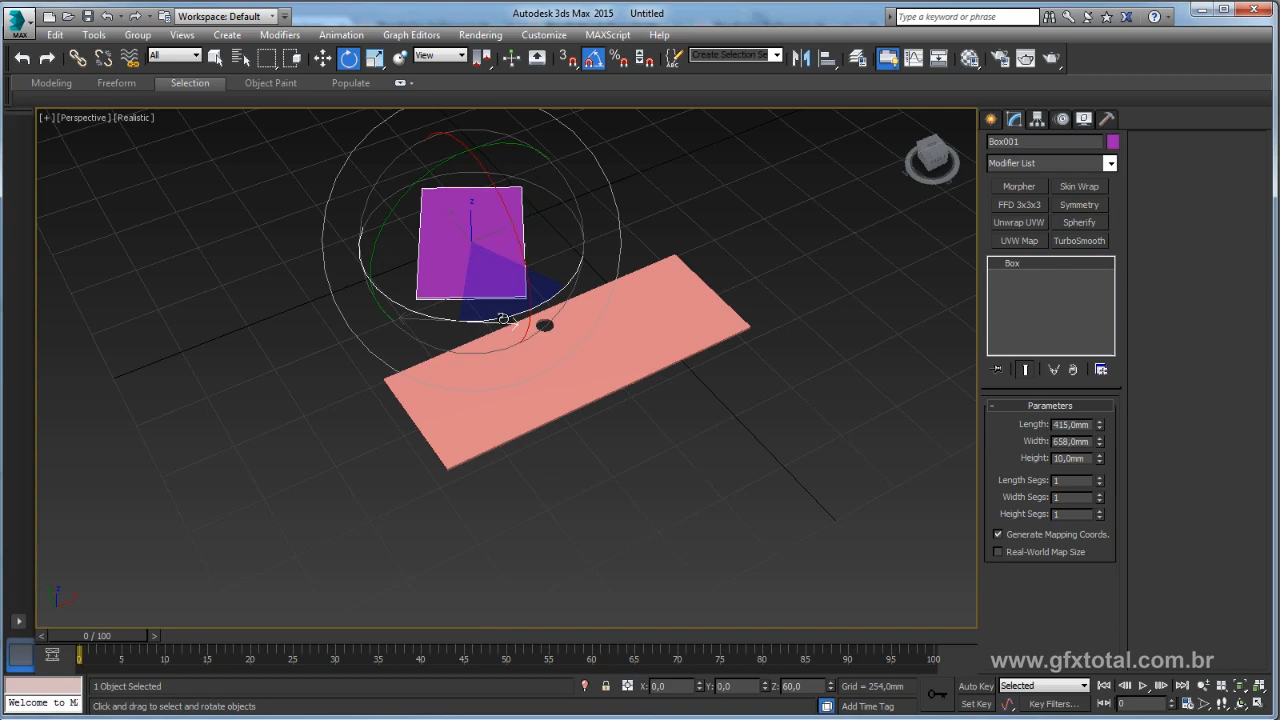 Workspace: Default
Autodesk 3ds Max 2015 Untitled
Type a keyword or phrase
MAX
Edit Tools Group Views Create Modifiers Animation Graph Editors Rendering Customize MAXScript Help
All
View
3
Create Selection Se
Modeling Freeform Selection Object Paint Populate
[+] [Perspective] [Realistic]
Box001
Modifier List
Morpher Skin Wrap
FFD 3x3x3 Symmetry
Unwrap UVW Spherify
UVW Map TurboSmooth
Box
Parameters
Length: 415,0mm
Width: 658,0mm
Height: 10,0mm
Length Segs: 1
Width Segs: 1
Height Segs: 1
Generate Mapping Coords.
Real-World Map Size
z
z
< 0 / 100 >
0 5 10 15 20 25 30 35 40 45 50 55 60 65 70 75 80 85 90 95 100
www.gfxtotal.com.br
1 Object Selected X: 0,0 Y: 0,0 Z: 60,0 Grid = 254,0mm Auto Key Selected
Welcome to M Click and drag to select and rotate objects Add Time Tag Set Key Key Filters... 0